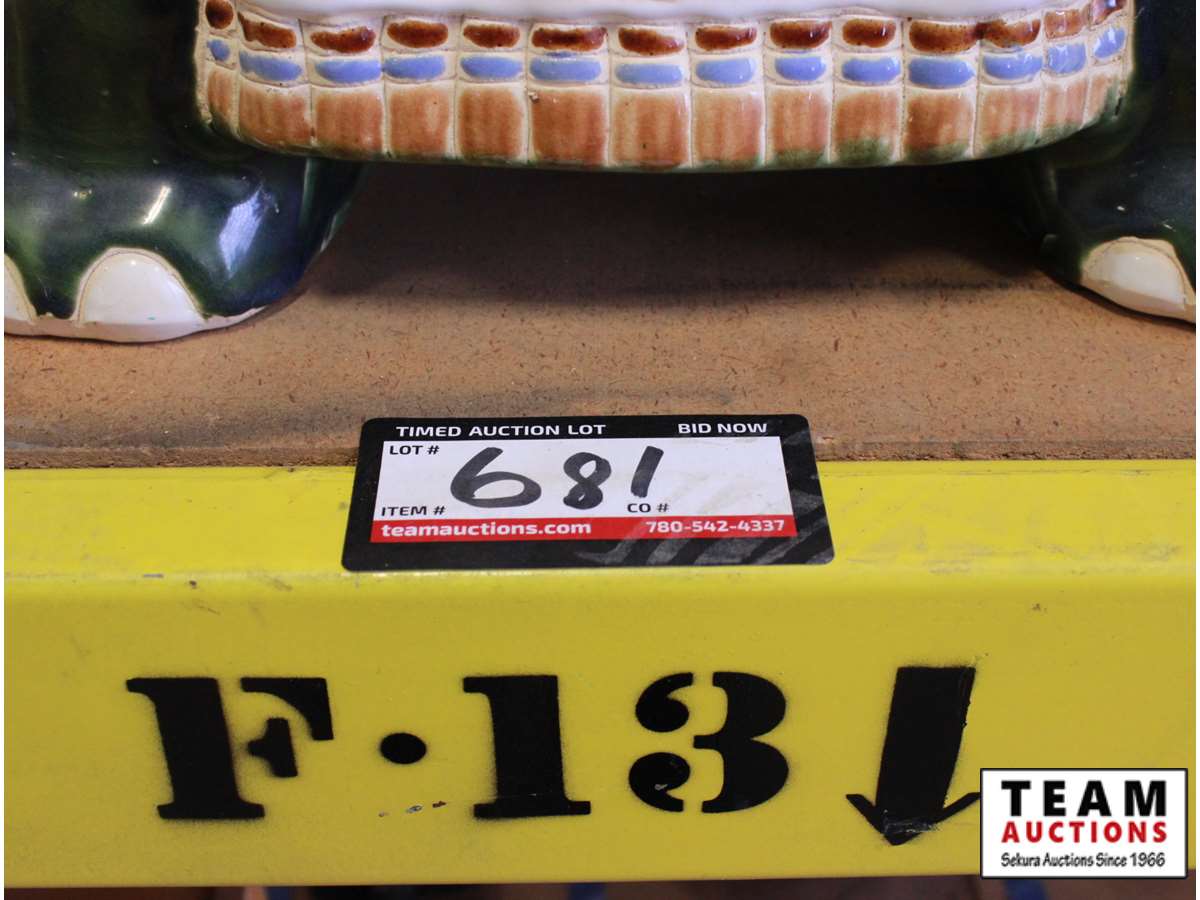 TIMED AUCTION LOT BID NOW
LOT # 681
ITEM # CO #
teamauctions.com 780-542-4337
F·13
TEAM
AUCTIONS
Sekura Auctions Since 1966